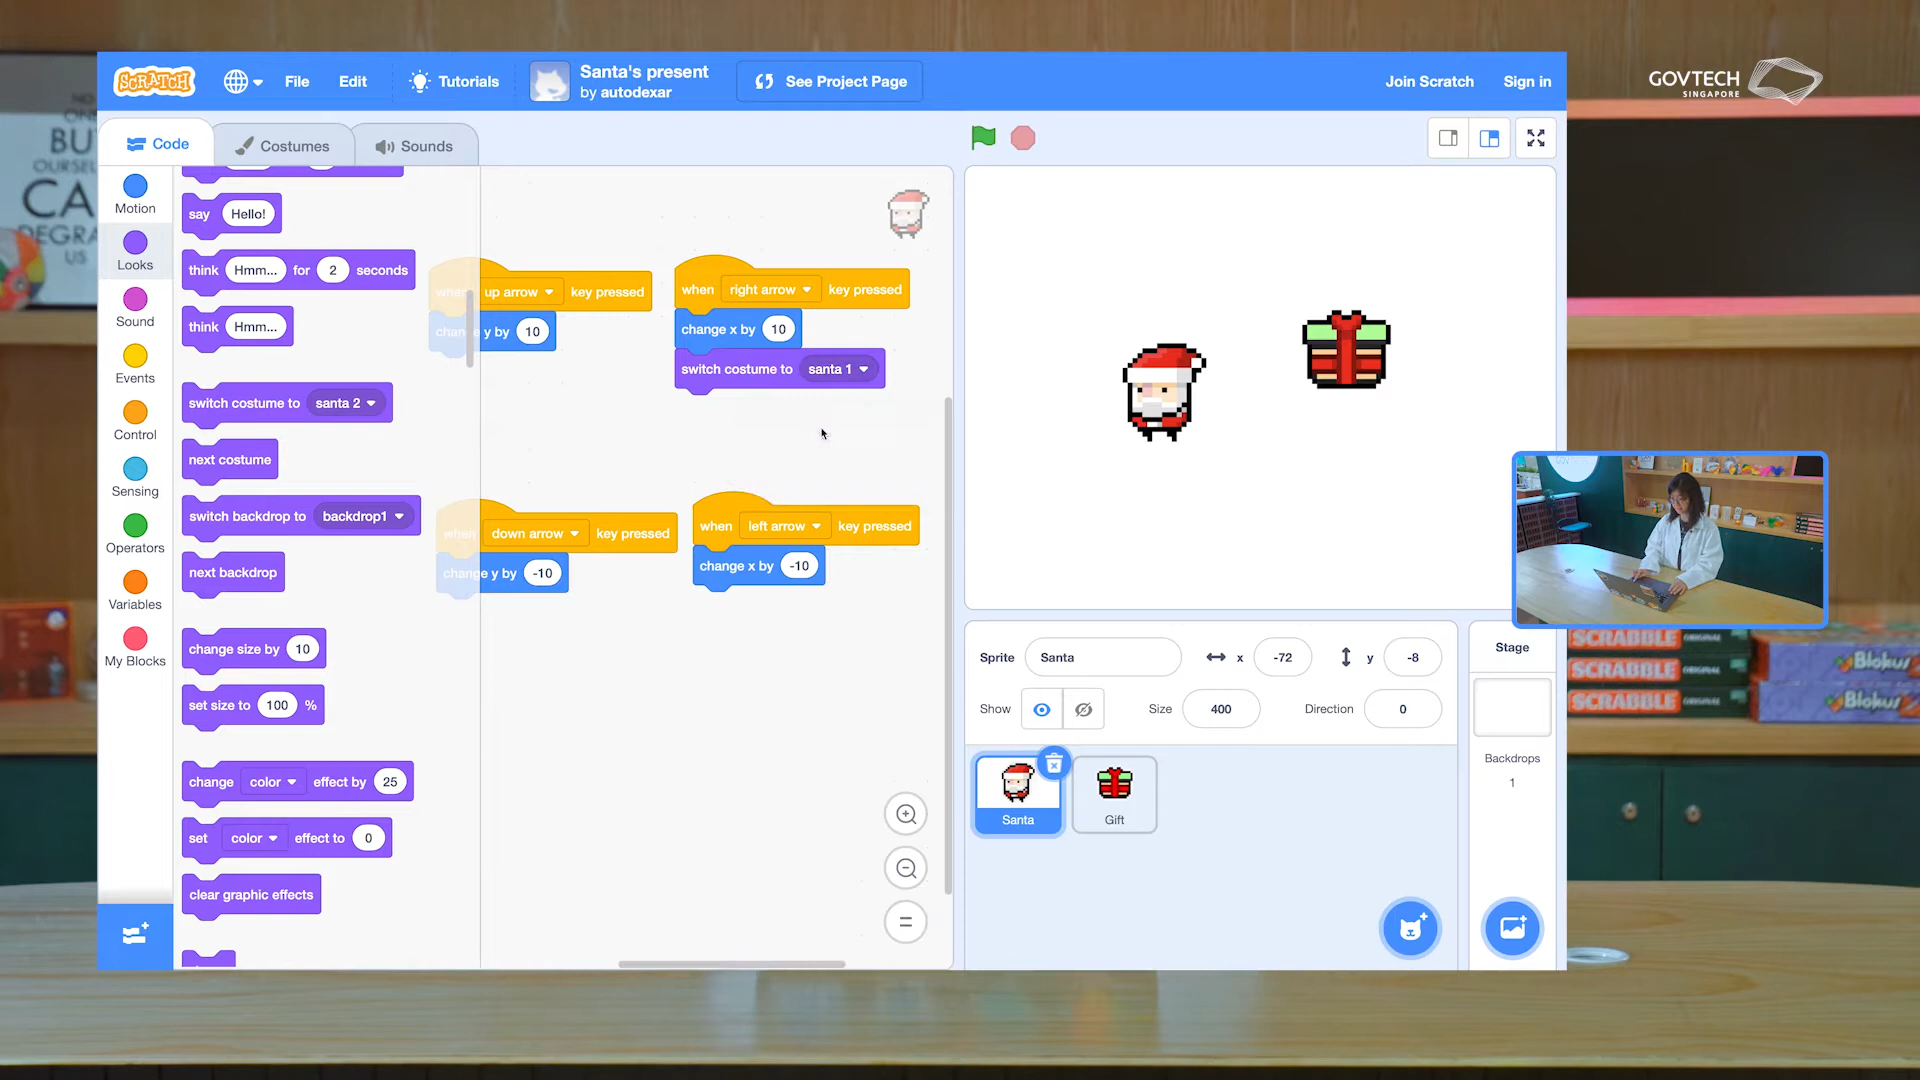 GOVTECH
SINGAPORE
SCRATCH
File
Edit
Tutorials
Santa's present
by autodexar
See Project Page
Join Scratch
Sign in
Code
Costumes
Sounds
Motion
Looks
Sound
Events
Control
Sensing
Operators
Variables
My Blocks
say Hello!
think Hmm... for 2 seconds
think Hmm...
switch costume to santa 2
next costume
switch backdrop to backdrop1
next backdrop
change size by 10
set size to 100 %
change color effect by 25
set color effect to 0
clear graphic effects
when up arrow key pressed
change y by 10
when right arrow key pressed
change x by 10
switch costume to santa 1
when down arrow key pressed
change y by -10
when left arrow key pressed
change x by -10
Sprite Santa x -72 y -8
Show Size 400 Direction 0
Santa
Gift
Stage
Backdrops
1
SCRABBLE
SCRABBLE
SCRABBLE
Blokus
Blokus